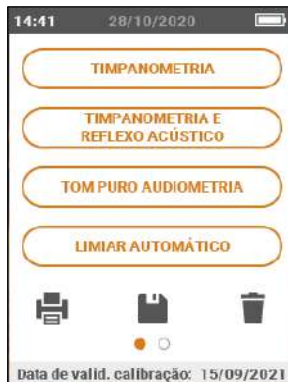 14:41 28/10/2020
TIMPANOMETRIA
TIMPANOMETRIA E
REFLEXO ACÚSTICO
TOM PURO AUDIOMETRIA
LIMIAR AUTOMÁTICO
Data de valid. calibração: 15/09/2021